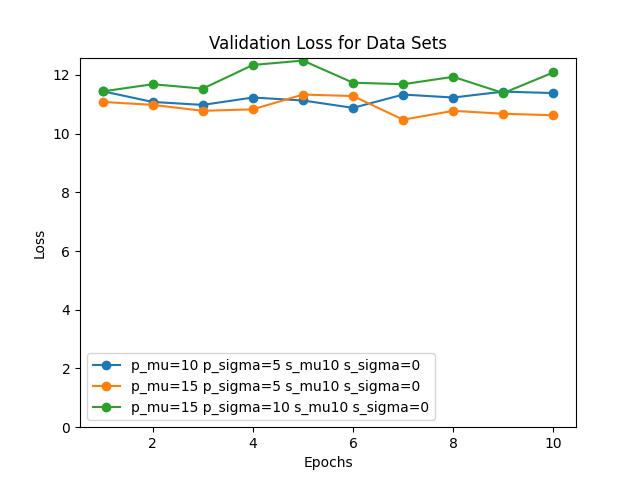 Validation Loss for Data Sets
12
10
8
6
4
2
0
Loss
p_mu=10 p_sigma=5 s_mu10 s_sigma=0
p_mu=15 p_sigma=5 s_mu10 s_sigma=0
p_mu=15 p_sigma=10 s_mu10 s_sigma=0
2 4 6 8 10
Epochs